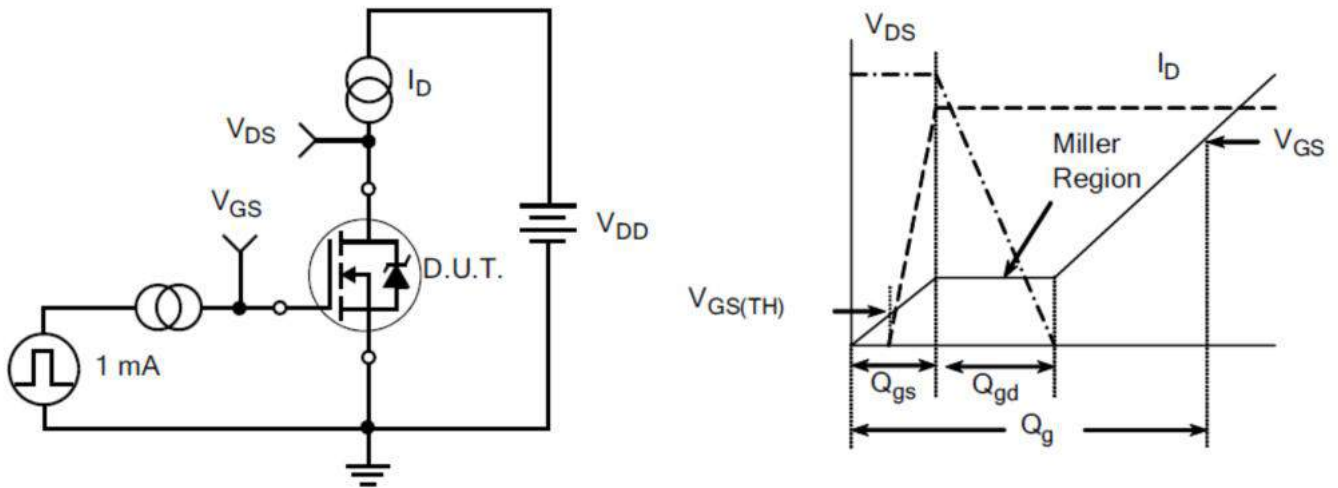 I_D
V_DS
V_GS
V_DD
D.U.T.
1 mA
V_DS
I_D
Miller
Region
V_GS
V_GS(TH)
Q_gs
Q_gd
Q_g